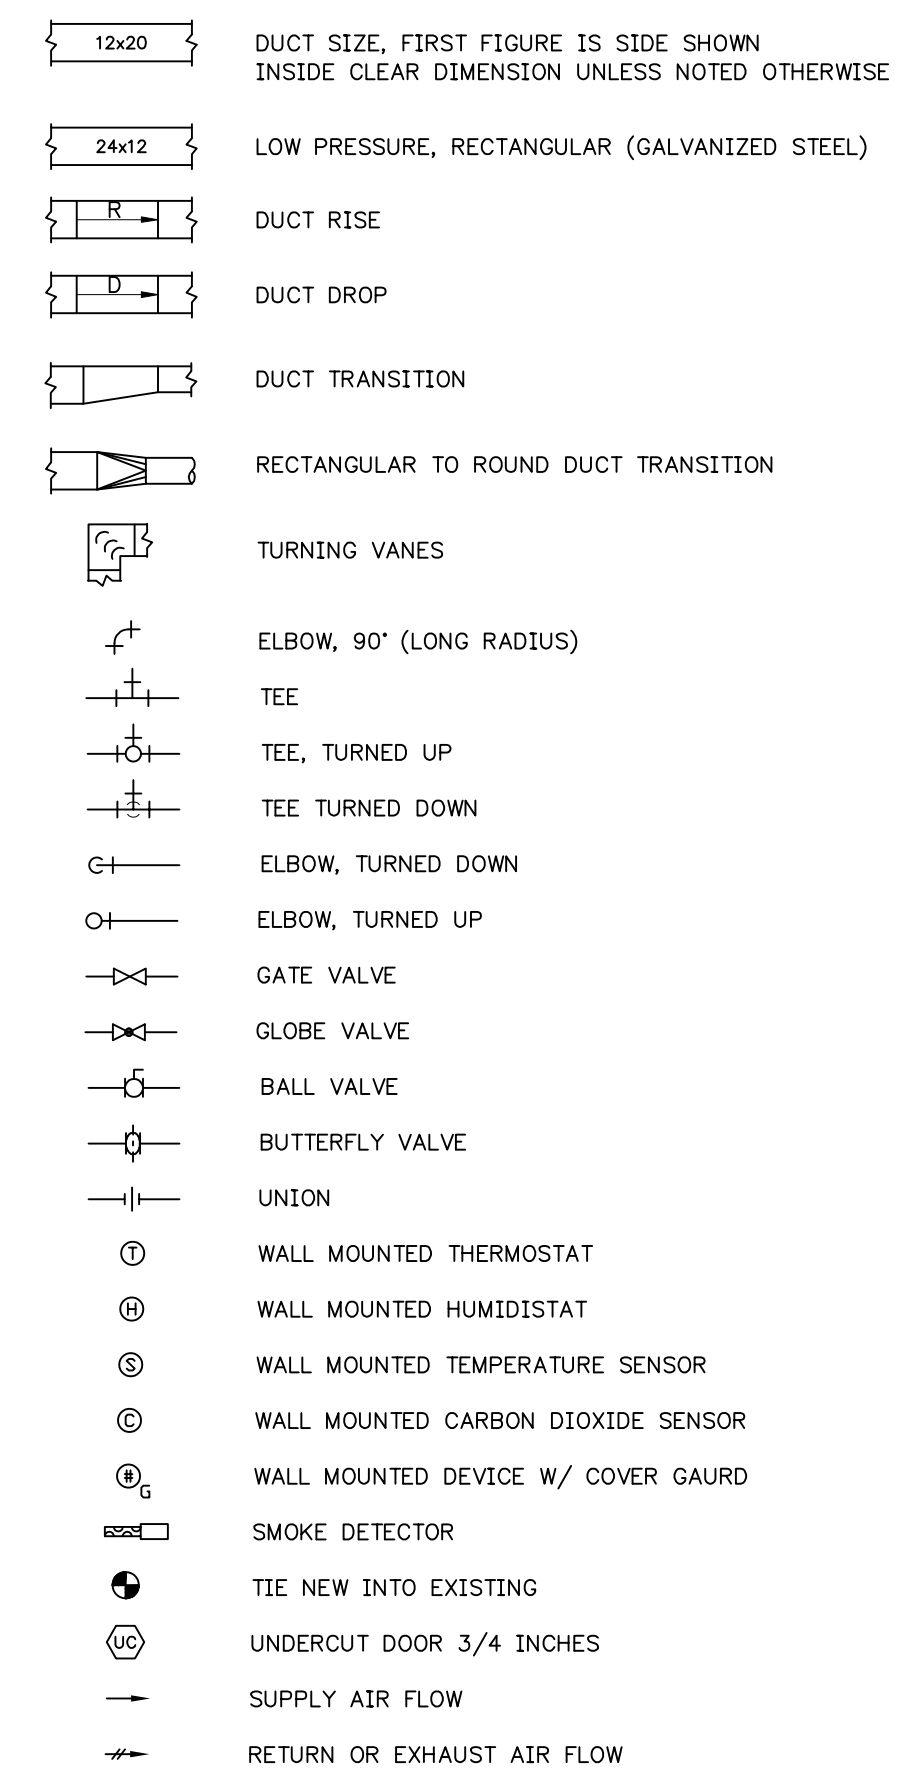 12x20 DUCT SIZE, FIRST FIGURE IS SIDE SHOWN
INSIDE CLEAR DIMENSION UNLESS NOTED OTHERWISE
24x12 LOW PRESSURE, RECTANGULAR (GALVANIZED STEEL)
R DUCT RISE
D DUCT DROP
DUCT TRANSITION
RECTANGULAR TO ROUND DUCT TRANSITION
TURNING VANES
ELBOW, 90° (LONG RADIUS)
TEE
TEE, TURNED UP
TEE TURNED DOWN
ELBOW, TURNED DOWN
ELBOW, TURNED UP
GATE VALVE
GLOBE VALVE
BALL VALVE
BUTTERFLY VALVE
UNION
T WALL MOUNTED THERMOSTAT
H WALL MOUNTED HUMIDISTAT
S WALL MOUNTED TEMPERATURE SENSOR
C WALL MOUNTED CARBON DIOXIDE SENSOR
# G WALL MOUNTED DEVICE W/ COVER GAURD
SMOKE DETECTOR
TIE NEW INTO EXISTING
UC UNDERCUT DOOR 3/4 INCHES
SUPPLY AIR FLOW
RETURN OR EXHAUST AIR FLOW